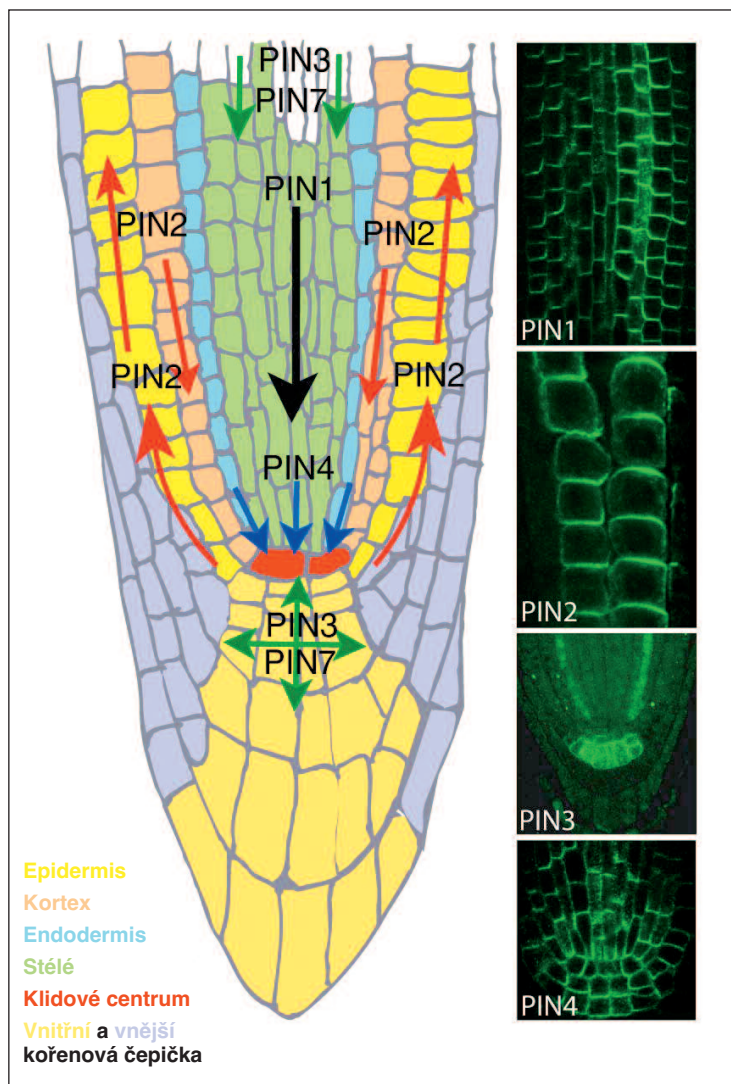 PIN3
PIN7
PIN1
PIN2
PIN2
PIN2
PIN2
PIN4
PIN3
PIN7
Epidermis
Kortex
Endodermis
Stélé
Klidové centrum
Vnitřní a vnější
kořenová čepička
PIN1
PIN2
PIN3
PIN4